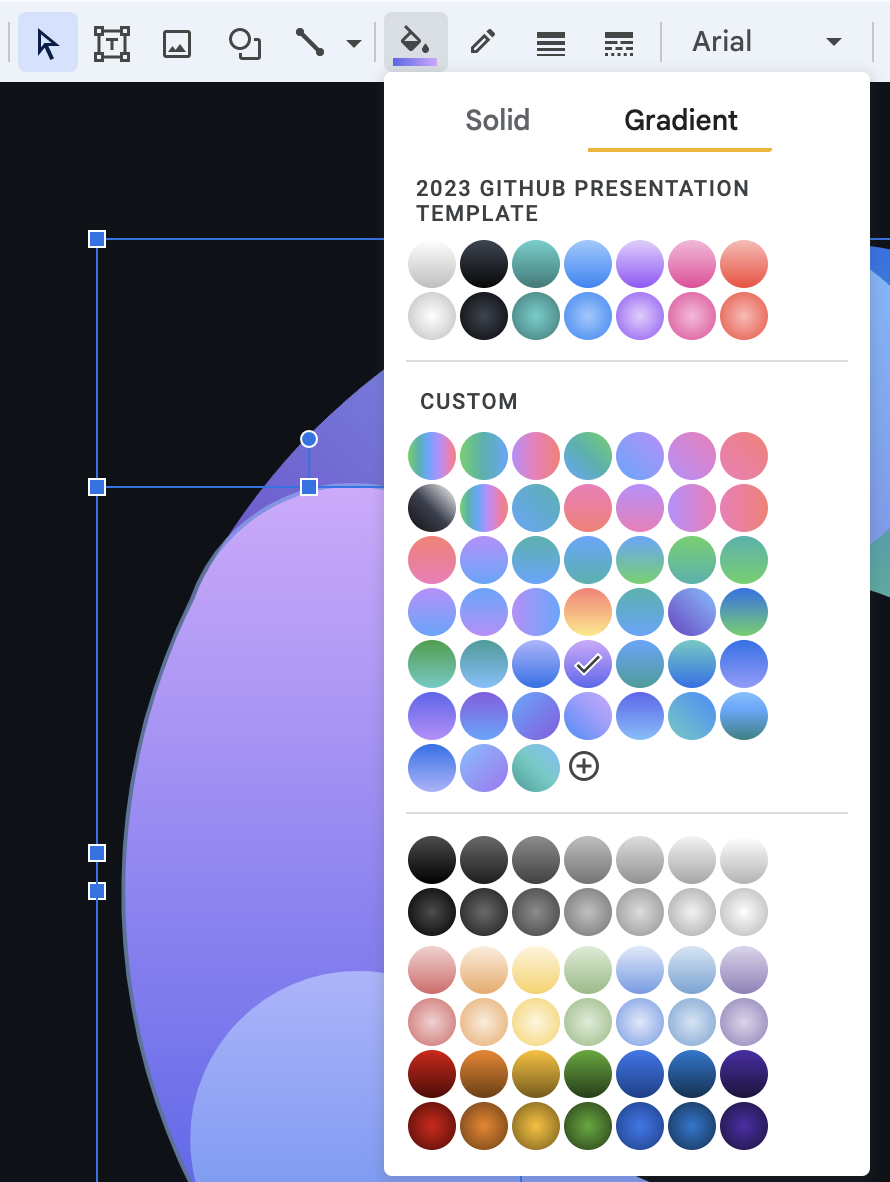 Arial
Solid
Gradient
2023 GITHUB PRESENTATION
TEMPLATE
CUSTOM